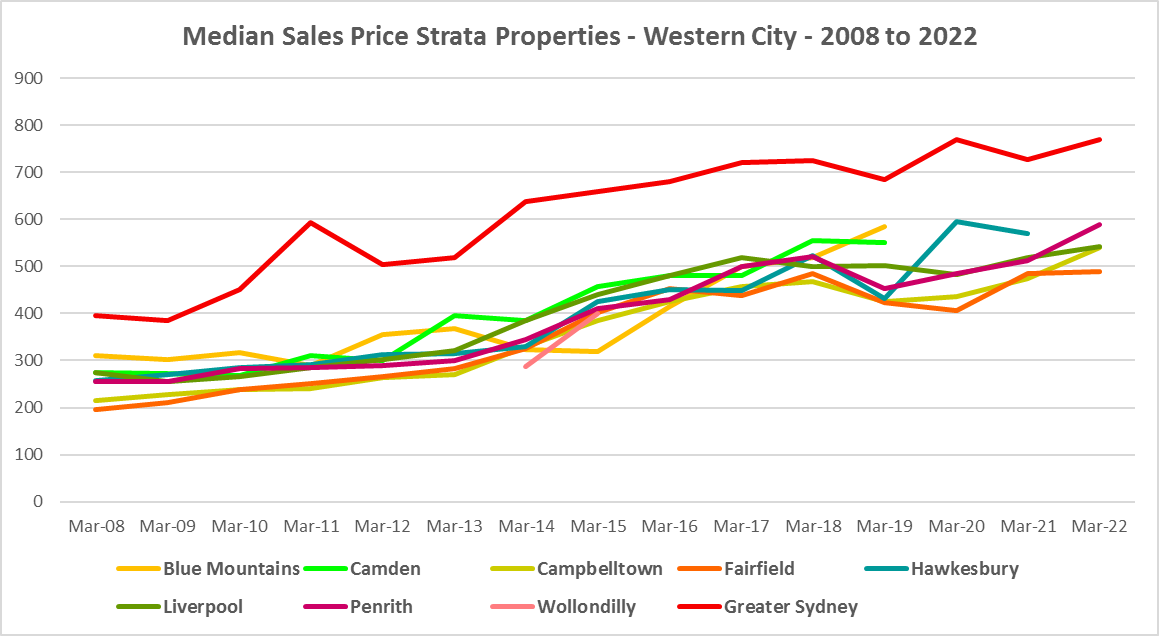 Median Sales Price Strata Properties - Western City - 2008 to 2022
900
800
700
600
500
400
300
200
100
0
Mar-08 Mar-09 Mar-10 Mar-11 Mar-12 Mar-13 Mar-14 Mar-15 Mar-16 Mar-17 Mar-18 Mar-19 Mar-20 Mar-21 Mar-22
Blue Mountains Camden Campbelltown Fairfield Hawkesbury
Liverpool Penrith Wollondilly Greater Sydney